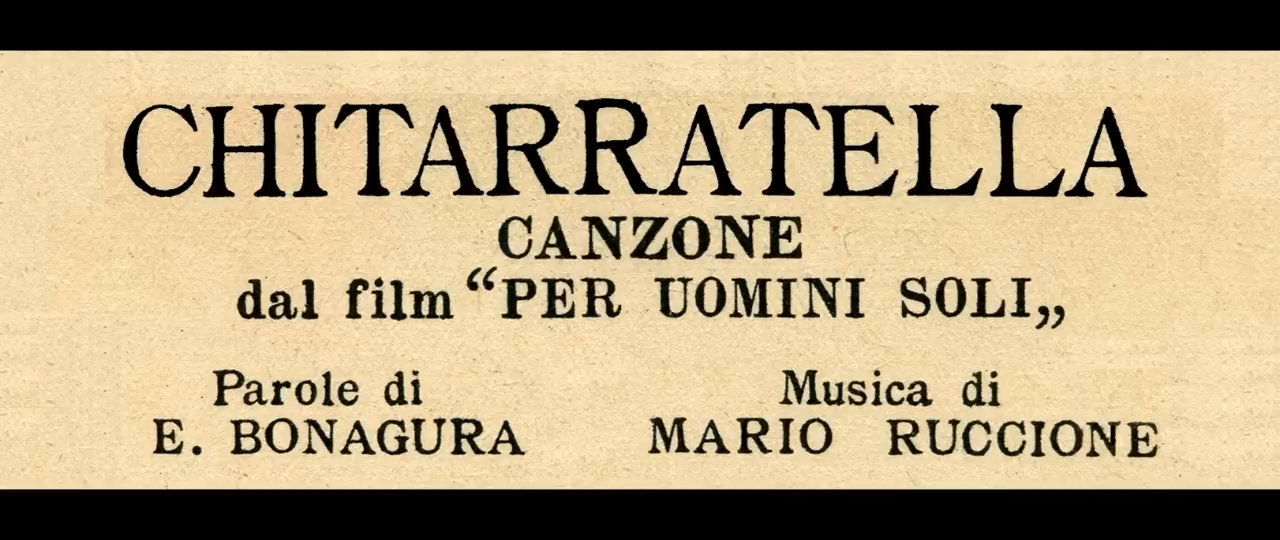 CHITARRATELLA
CANZONE
dal film “PER UOMINI SOLI„
Parole di
E. BONAGURA
Musica di
MARIO RUCCIONE